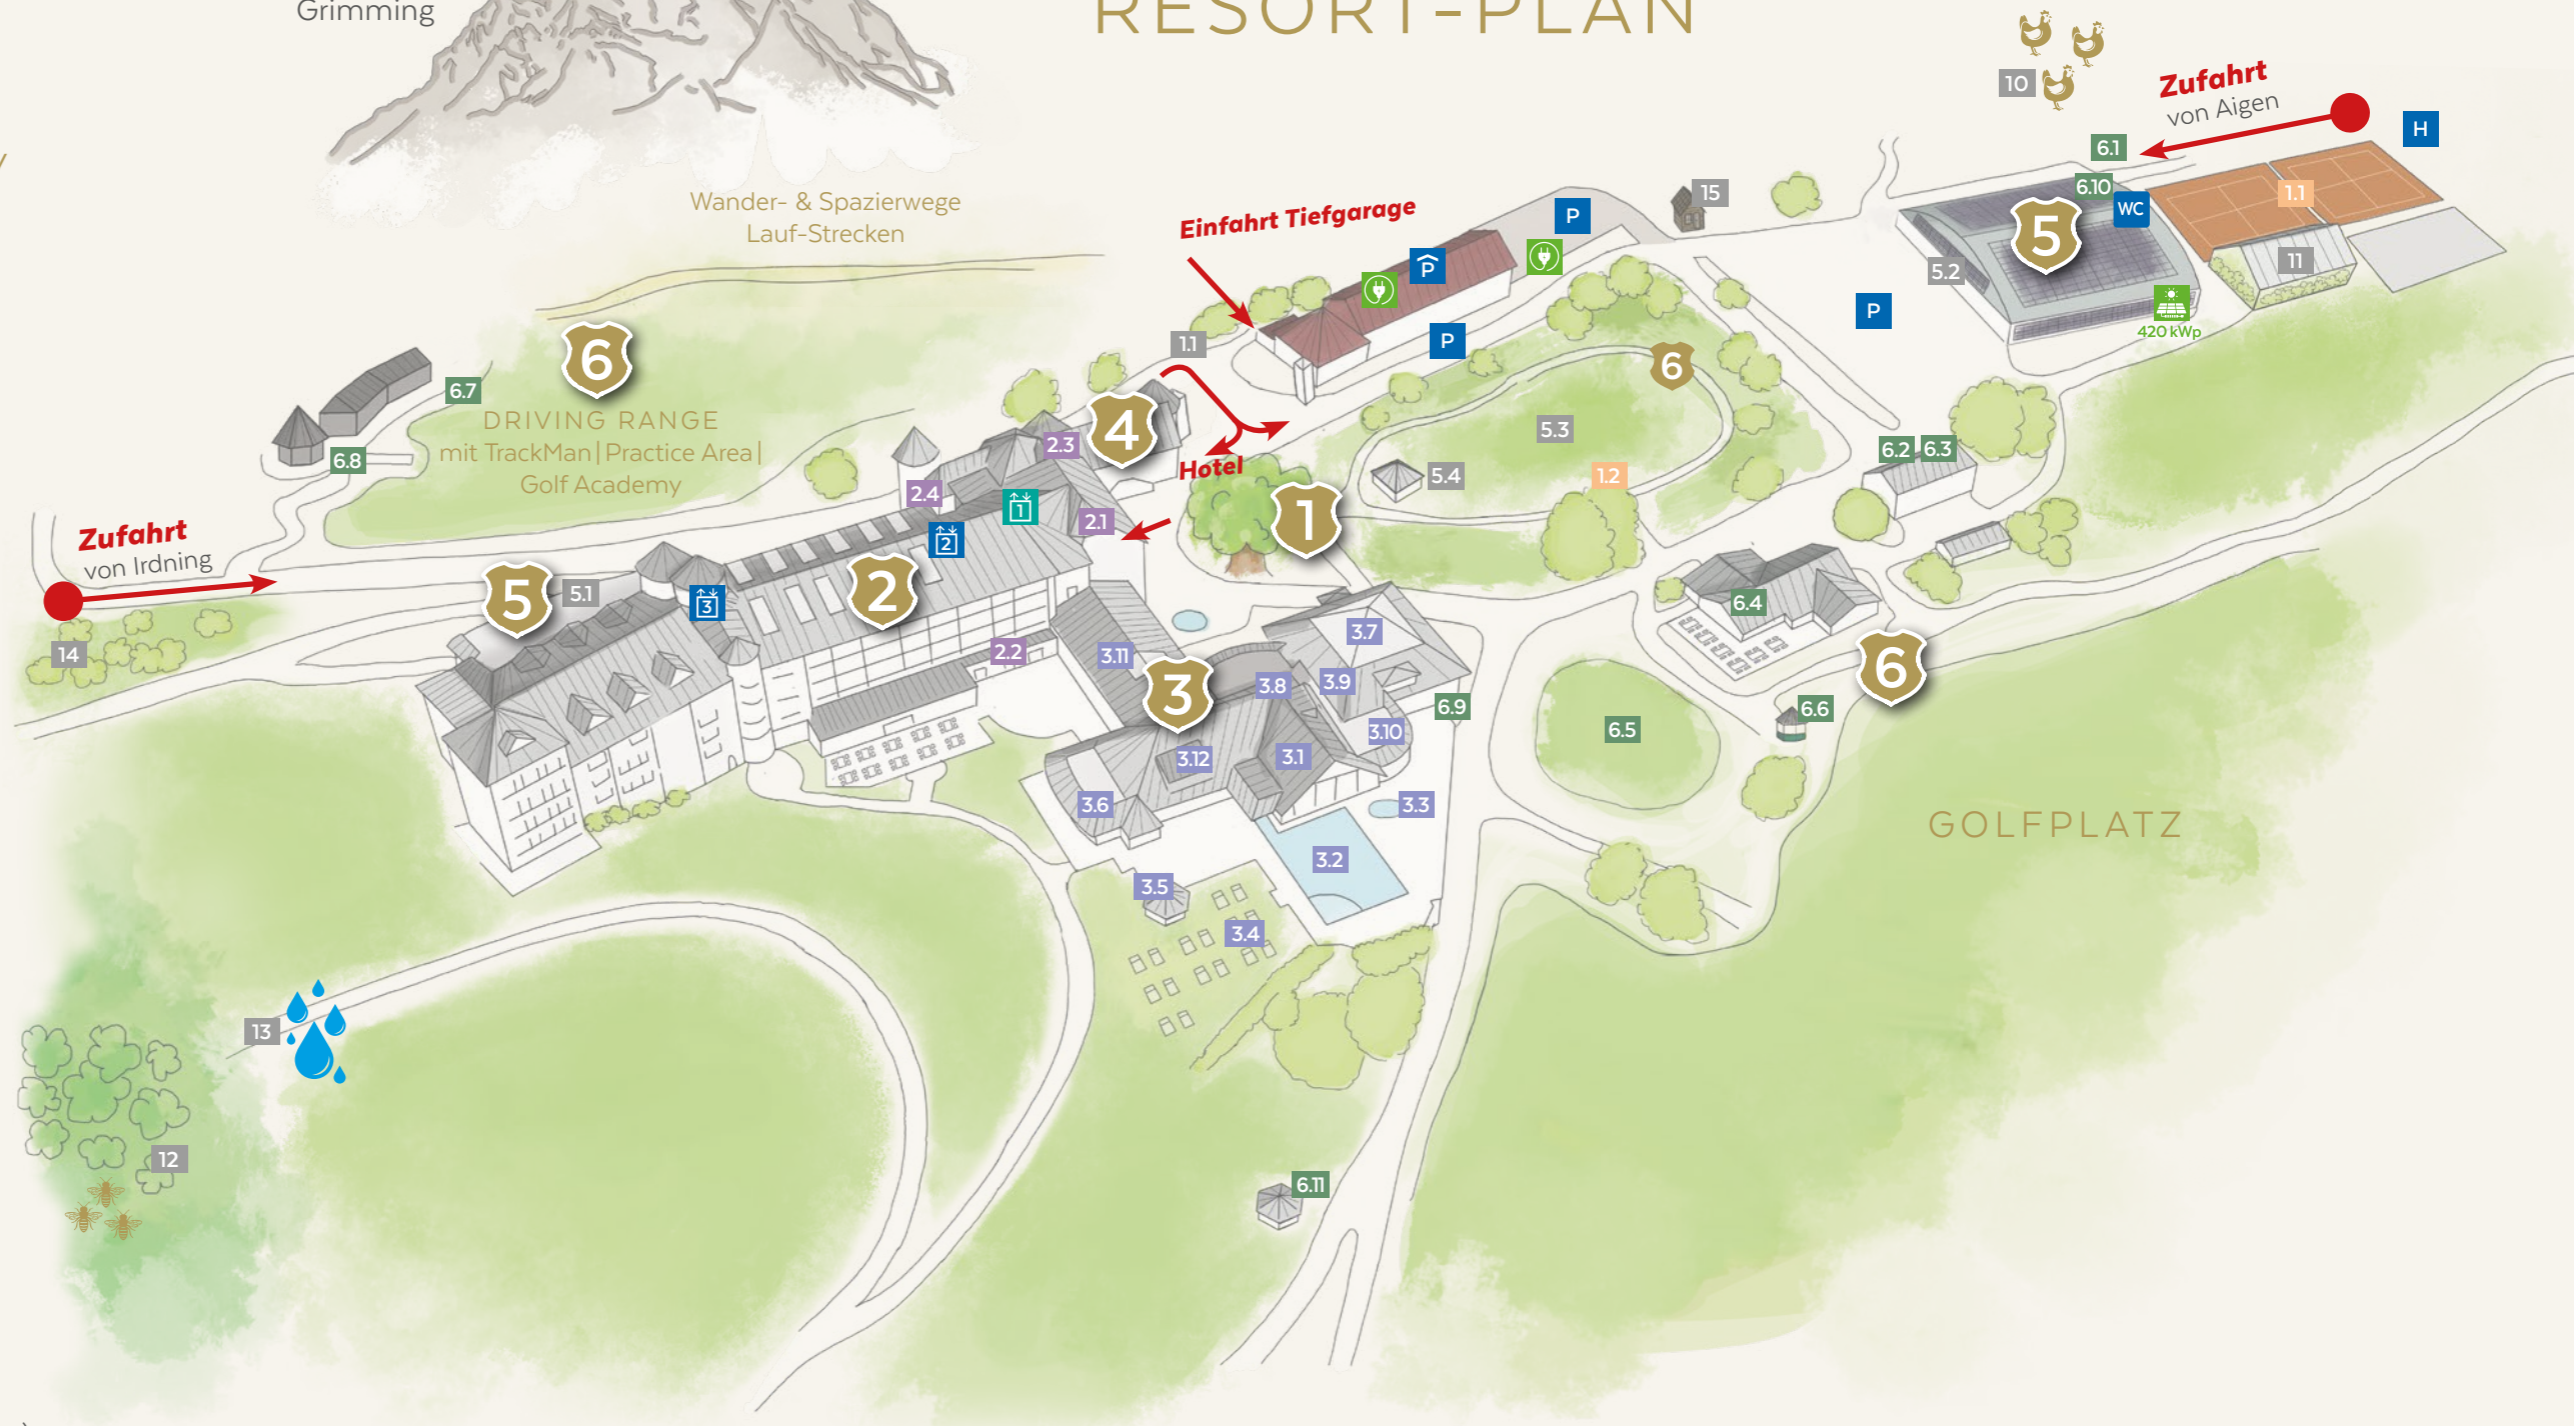 Grimming
RESORT-PLAN
10
Zufahrt
von Aigen
H
6.1
6.10
WC
1.1
5
5.2
11
420 kWp
15
Wander- & Spazierwege
Lauf-Strecken
Einfahrt Tiefgarage
P
P
P
P
1.1
6
6
6.7
DRIVING RANGE
mit TrackMan|Practice Area|
Golf Academy
6.8
4
2.3
2.4
1
2.1
2
Hotel
5.3
5.4
1.2
1
6.2
6.3
Zufahrt
von Irdning
14
5
5.1
3
2
2.2
3.11
3
3.7
3.8
3.9
3.10
6.9
3.12
3.1
3.6
3.3
3.2
3.5
3.4
6.4
6
6.6
6.5
GOLFPLATZ
13
12
6.11